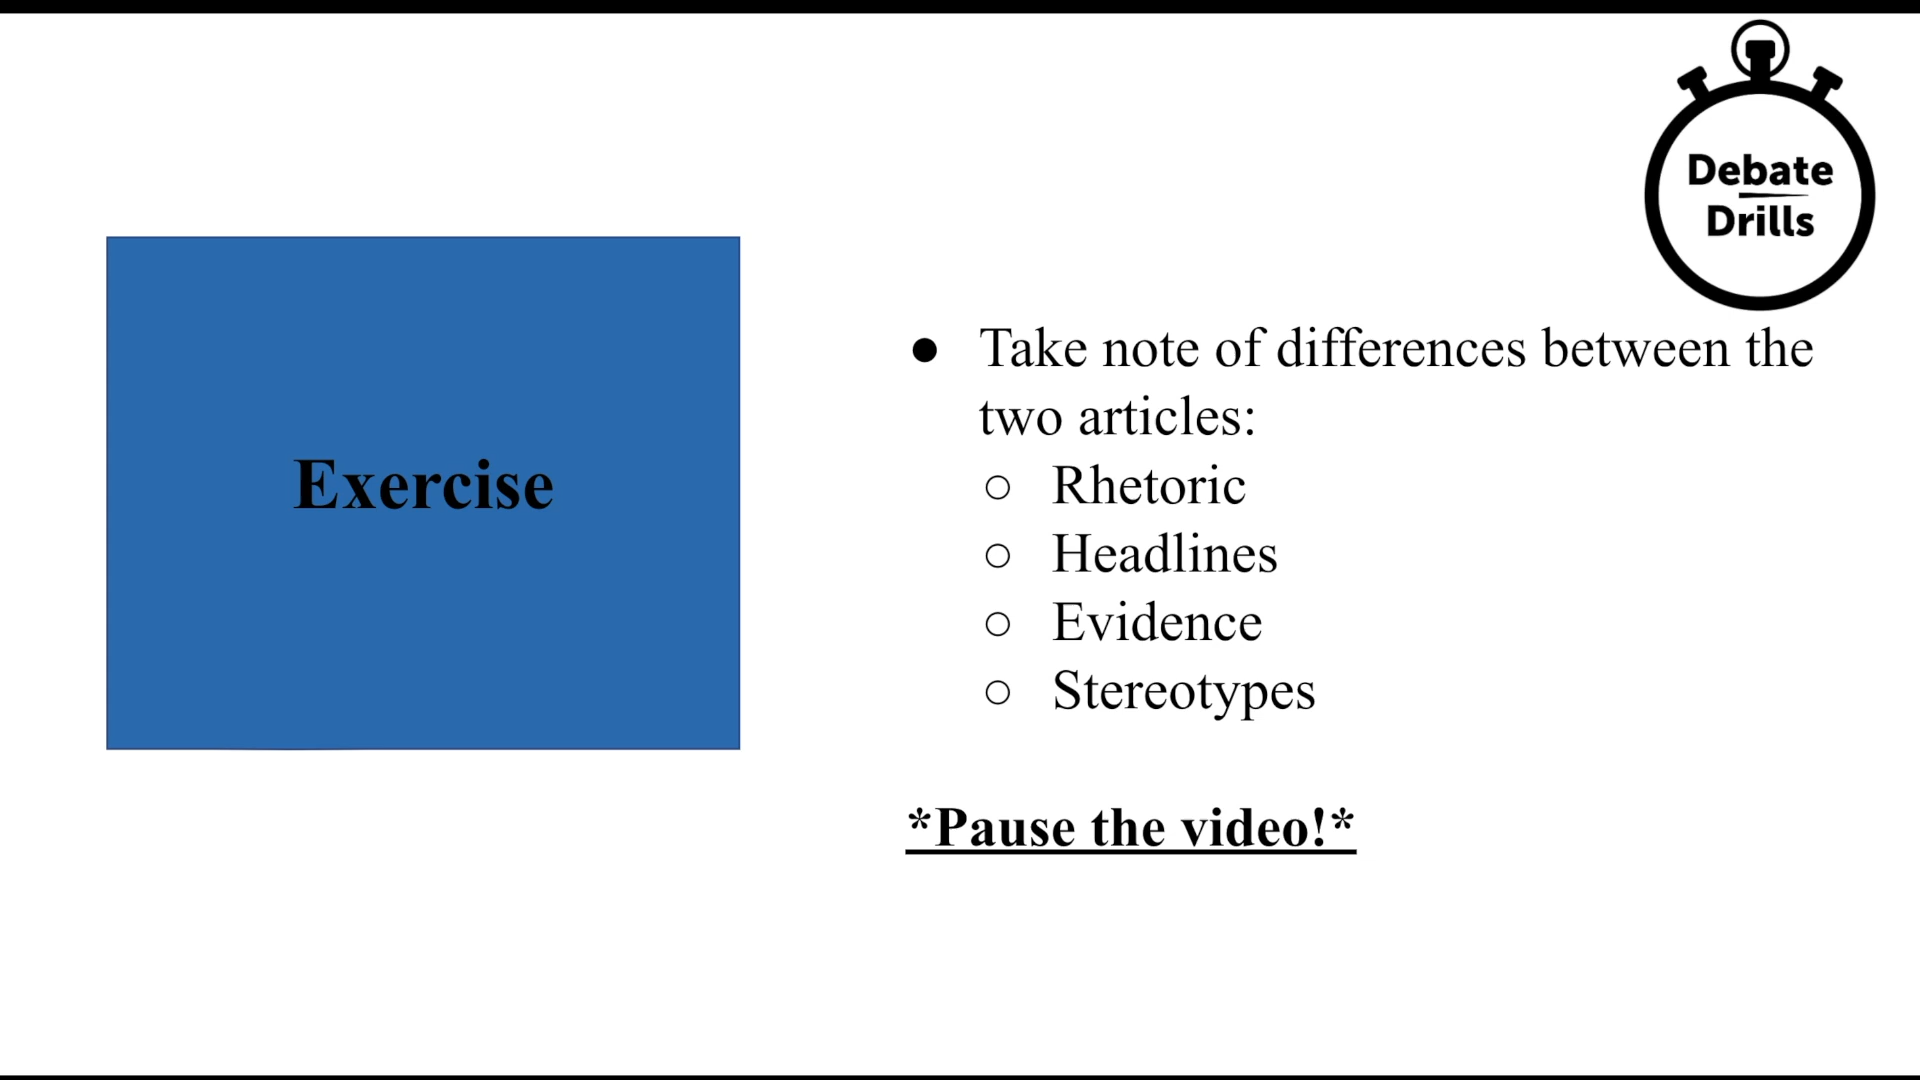 Debate
Drills
Exercise
● Take note of differences between the
two articles:
○ Rhetoric
○ Headlines
○ Evidence
○ Stereotypes
*Pause the video!*